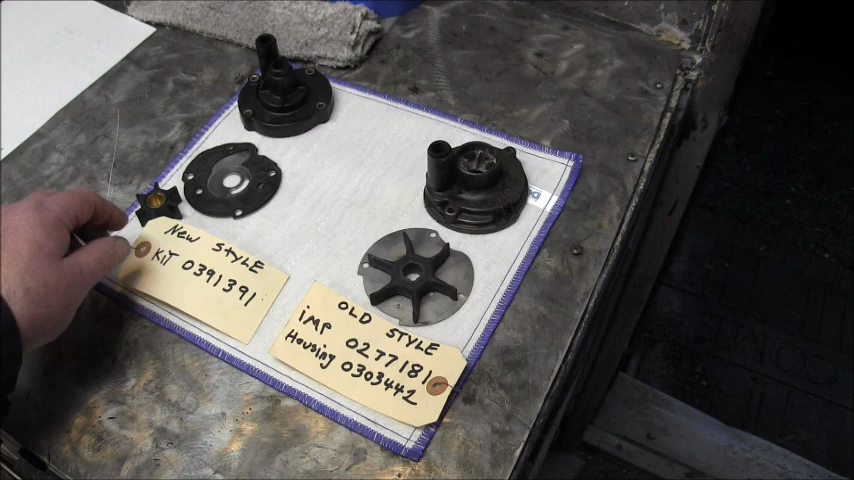 New STYLE
KiT 0391391
OLD STYLE
iMP 0277181
Housing 0303442